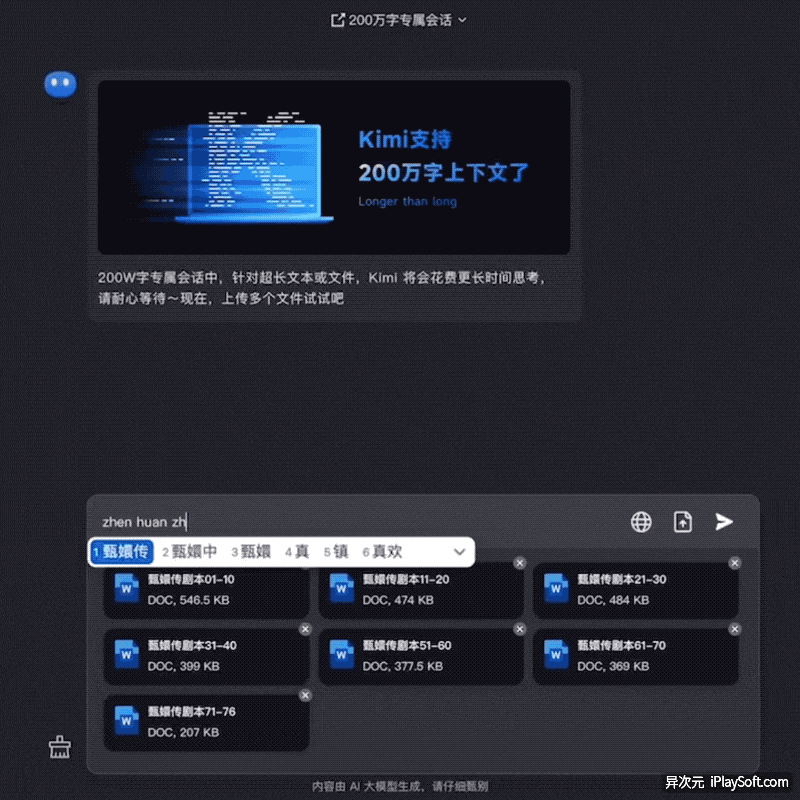 200万字专属会话
Kimi支持
200万字上下文了
Longer than long
200W字专属会话中，针对超长文本或文件，Kimi 将会花费更长时间思考，
请耐心等待～现在，上传多个文件试试吧
zhen huan zh
1 甄嬛传 2 甄嬛中 3 甄嬛 4 真 5 镇 6 真欢
甄嬛传剧本01-10
DOC, 546.5 KB
甄嬛传剧本11-20
DOC, 474 KB
甄嬛传剧本21-30
DOC, 484 KB
甄嬛传剧本31-40
DOC, 399 KB
甄嬛传剧本51-60
DOC, 377.5 KB
甄嬛传剧本61-70
DOC, 369 KB
甄嬛传剧本71-76
DOC, 207 KB
内容由 AI 大模型生成，请仔细甄别
异次元 iPlaySoft.com